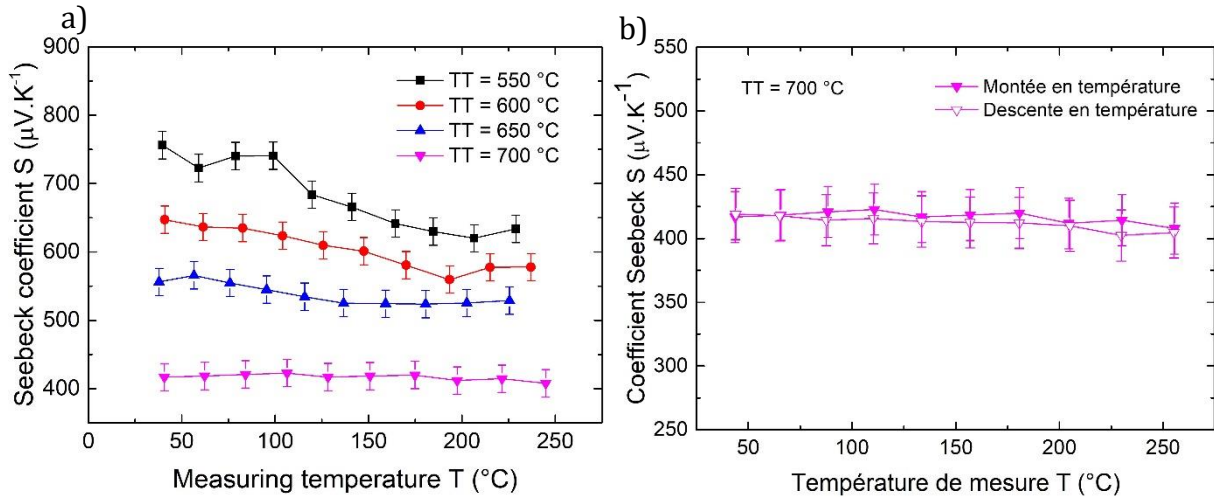 a)
900
800
700
600
500
400
0
50
100
150
200
250
Seebeck coefficient S (μV.K⁻¹)
Measuring temperature T (°C)
TT = 550 °C
TT = 600 °C
TT = 650 °C
TT = 700 °C
b)
550
500
450
400
350
300
250
50
100
150
200
250
Coefficient Seebeck S (μV.K⁻¹)
Température de mesure T (°C)
TT = 700 °C
Montée en température
Descente en température